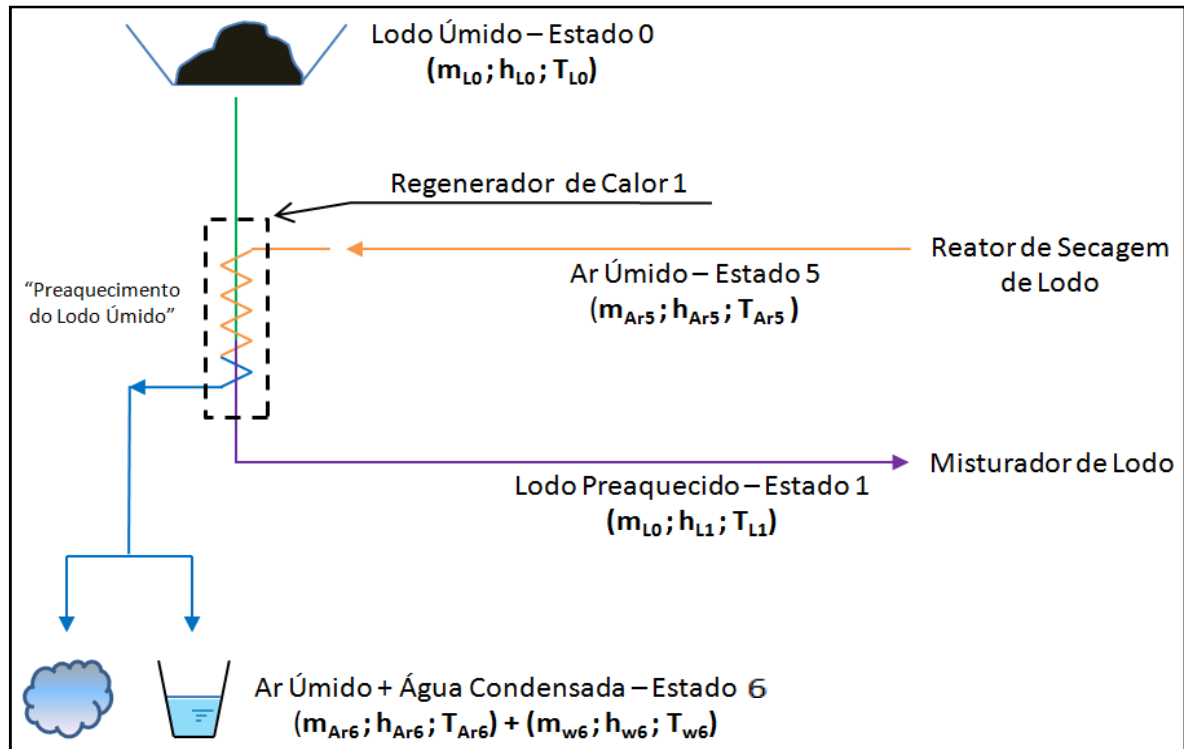 Lodo Úmido – Estado 0
(mL0 ; hL0 ; TL0)
Regenerador de Calor 1
Reator de Secagem
de Lodo
Ar Úmido – Estado 5
(mAr5 ; hAr5 ; TAr5 )
“Preaquecimento
do Lodo Úmido”
Misturador de Lodo
Lodo Preaquecido – Estado 1
(mL0 ; hL1 ; TL1)
Ar Úmido + Água Condensada – Estado 6
(mAr6 ; hAr6 ; TAr6) + (mw6 ; hw6 ; Tw6)